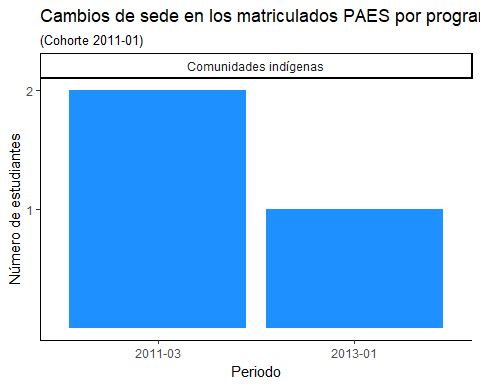 Cambios de sede en los matriculados PAES por
(Cohorte 2011-01)
Comunidades indígenas
2
1
Número de estudiantes
2011-03
2013-01
Periodo